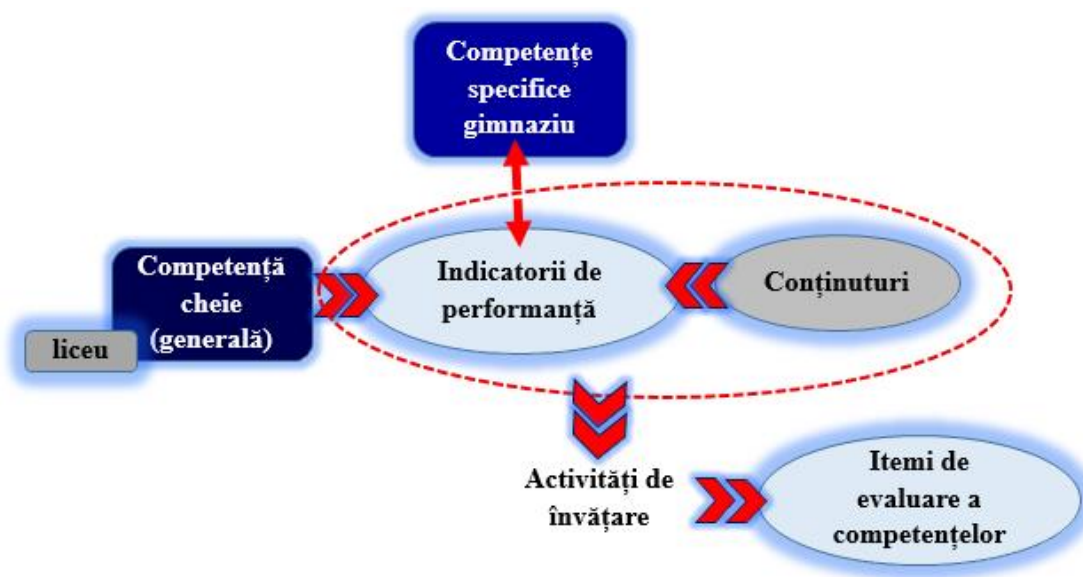 Competențe
specifice
gimnaziu
Competență
cheie
(generală)
liceu
Indicatorii de
performanță
Conținuturi
Activități de
învățare
Itemi de
evaluare a
competențelor